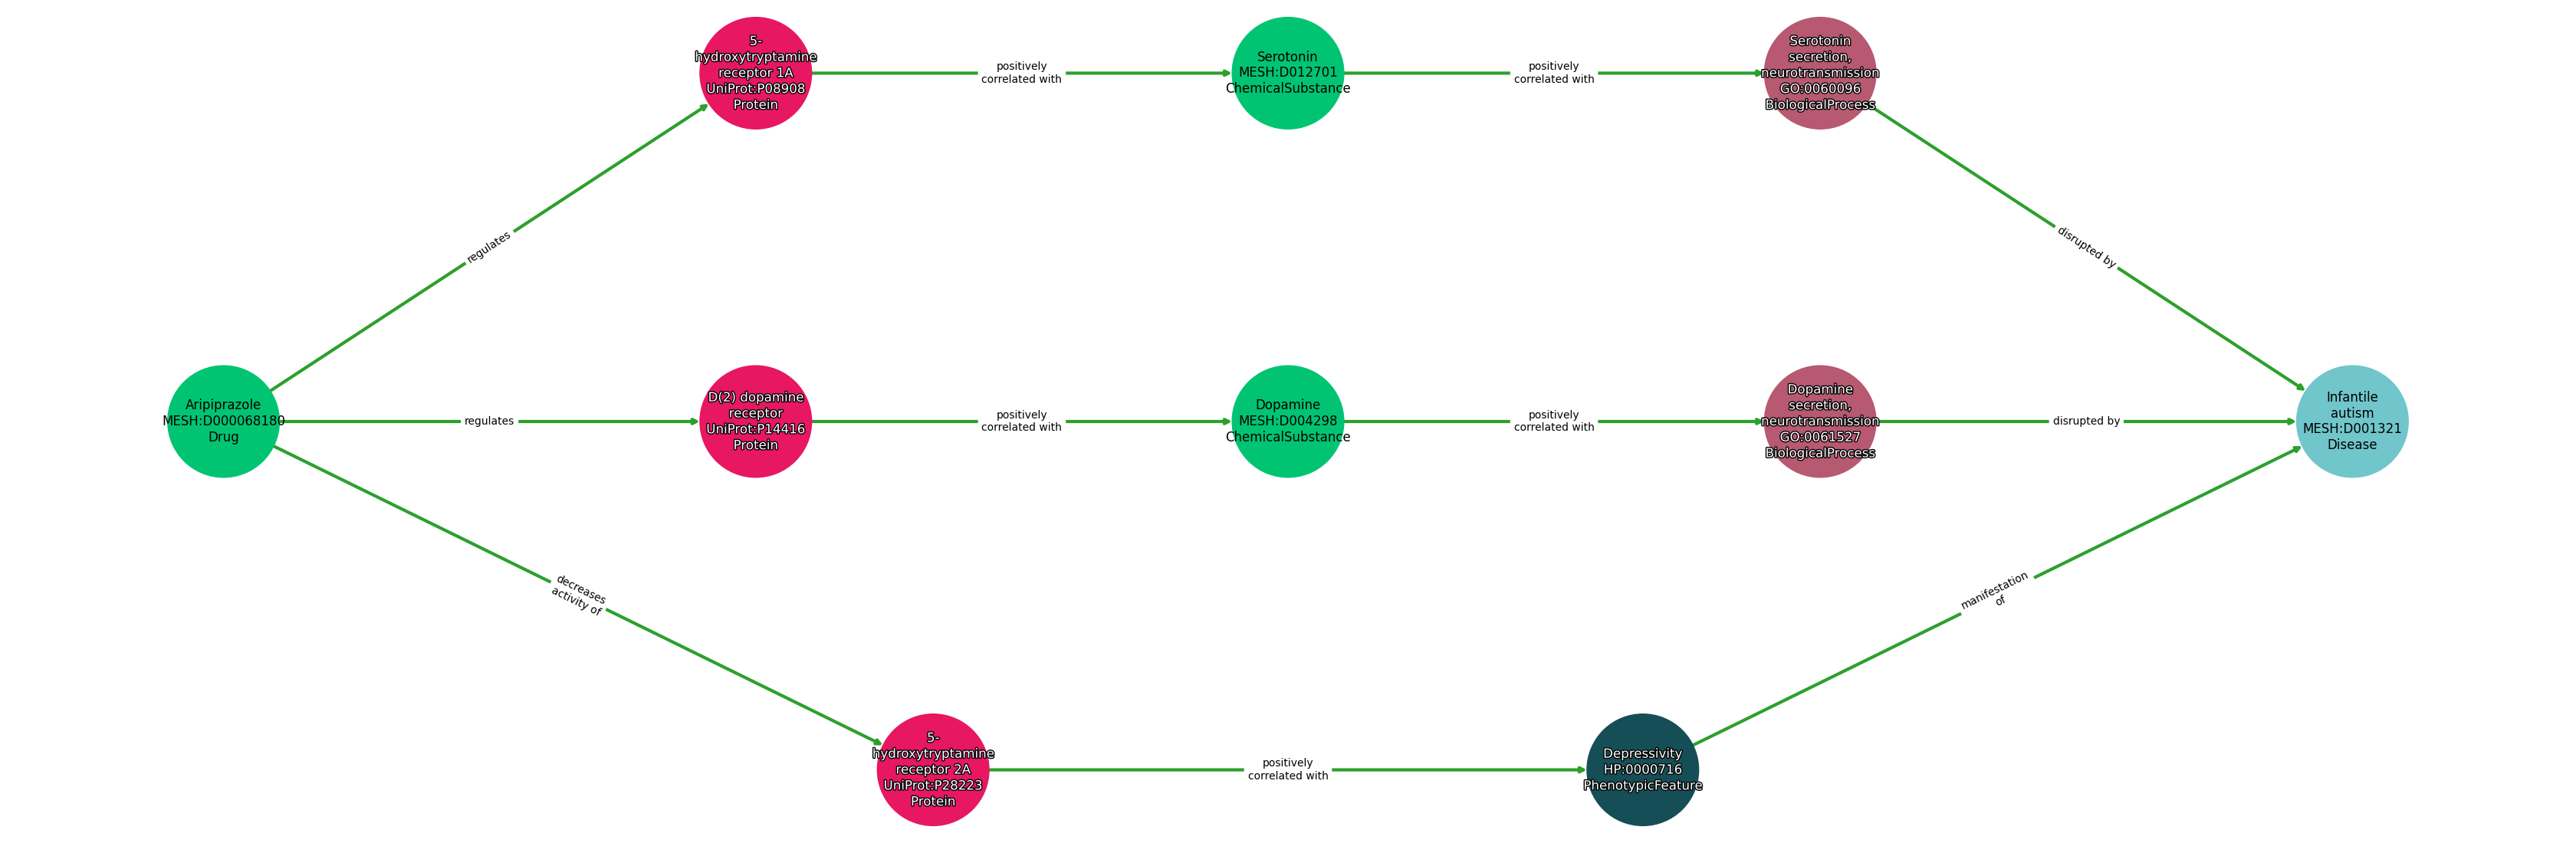 5-
hydroxytryptamine
receptor 1A
UniProt:P08908
Protein
positively
correlated with
Serotonin
MESH:D012701
ChemicalSubstance
positively
correlated with
Serotonin
secretion,
neurotransmission
GO:0060096
BiologicalProcess
regulates
disrupted by
Aripiprazole
MESH:D000068180
Drug
regulates
D(2) dopamine
receptor
UniProt:P14416
Protein
positively
correlated with
Dopamine
MESH:D004298
ChemicalSubstance
positively
correlated with
Dopamine
secretion,
neurotransmission
GO:0061527
BiologicalProcess
disrupted by
Infantile
autism
MESH:D001321
Disease
decreases
activity of
manifestation
of
5-
hydroxytryptamine
receptor 2A
UniProt:P28223
Protein
positively
correlated with
Depressivity
HP:0000716
PhenotypicFeature